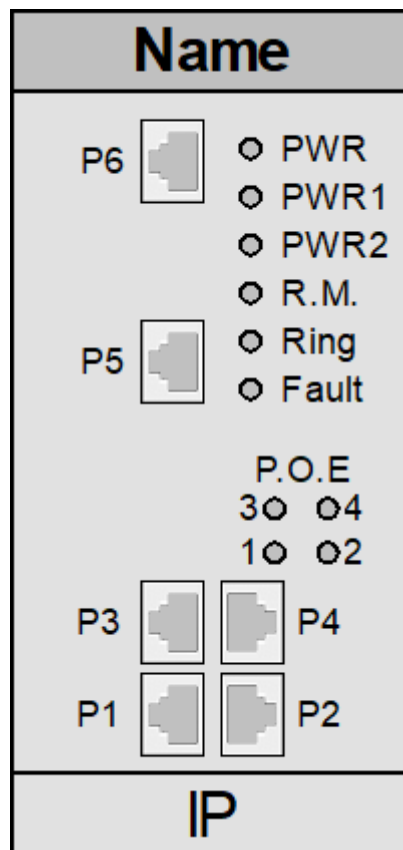 Name
P6
PWR
PWR1
PWR2
R.M.
P5
Ring
Fault
P.O.E
3 4
1 2
P3 P4
P1 P2
IP